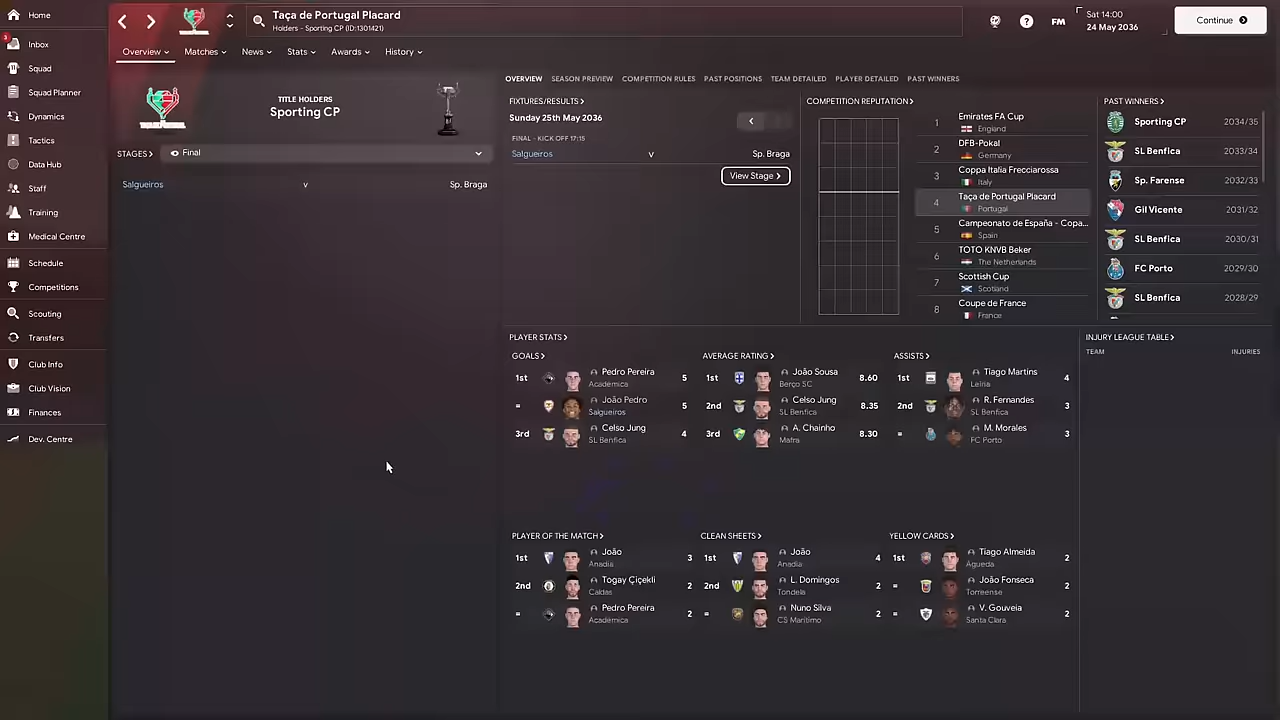 Home
3
Inbox
Squad
Squad Planner
Dynamics
Tactics
Data Hub
Staff
Training
Medical Centre
Schedule
Competitions
Scouting
Transfers
Club Info
Club Vision
Finances
Dev. Centre
Taça de Portugal Placard
Holders - Sporting CP (ID:1301421)
FM
Sat 14:00
24 May 2036
Continue
Overview Matches News Stats Awards History
TITLE HOLDERS
Sporting CP
STAGES Final
Salgueiros v Sp. Braga
OVERVIEW SEASON PREVIEW COMPETITION RULES PAST POSITIONS TEAM DETAILED PLAYER DETAILED PAST WINNERS
FIXTURES/RESULTS
Sunday 25th May 2036
FINAL - KICK OFF 17:15
Salgueiros v Sp. Braga
View Stage
COMPETITION REPUTATION
1 Emirates FA Cup
England
2 DFB-Pokal
Germany
3 Coppa Italia Frecciarossa
Italy
4 Taça de Portugal Placard
Portugal
5 Campeonato de España - Copa...
Spain
6 TOTO KNVB Beker
The Netherlands
7 Scottish Cup
Scotland
8 Coupe de France
France
PAST WINNERS
Sporting CP 2034/35
SL Benfica 2033/34
Sp. Farense 2032/33
Gil Vicente 2031/32
SL Benfica 2030/31
FC Porto 2029/30
SL Benfica 2028/29
PLAYER STATS
GOALS
1st Pedro Pereira 5
Académica
= João Pedro 5
Salgueiros
3rd Celso Jung 4
SL Benfica
AVERAGE RATING
1st João Sousa 8.60
Berço SC
2nd Celso Jung 8.35
SL Benfica
3rd A. Chainho 8.30
Mafra
ASSISTS
1st Tiago Martins 4
Leiria
2nd R. Fernandes 3
SL Benfica
= M. Morales 3
FC Porto
INJURY LEAGUE TABLE
TEAM INJURIES
PLAYER OF THE MATCH
1st João 3
Anadia
2nd Togay Çiçekli 2
Caldas
= Pedro Pereira 2
Académica
CLEAN SHEETS
1st João 4
Anadia
2nd L. Domingos 2
Tondela
= Nuno Silva 2
CS Marítimo
YELLOW CARDS
1st Tiago Almeida 2
Águeda
= João Fonseca 2
Torreense
= V. Gouveia 2
Santa Clara